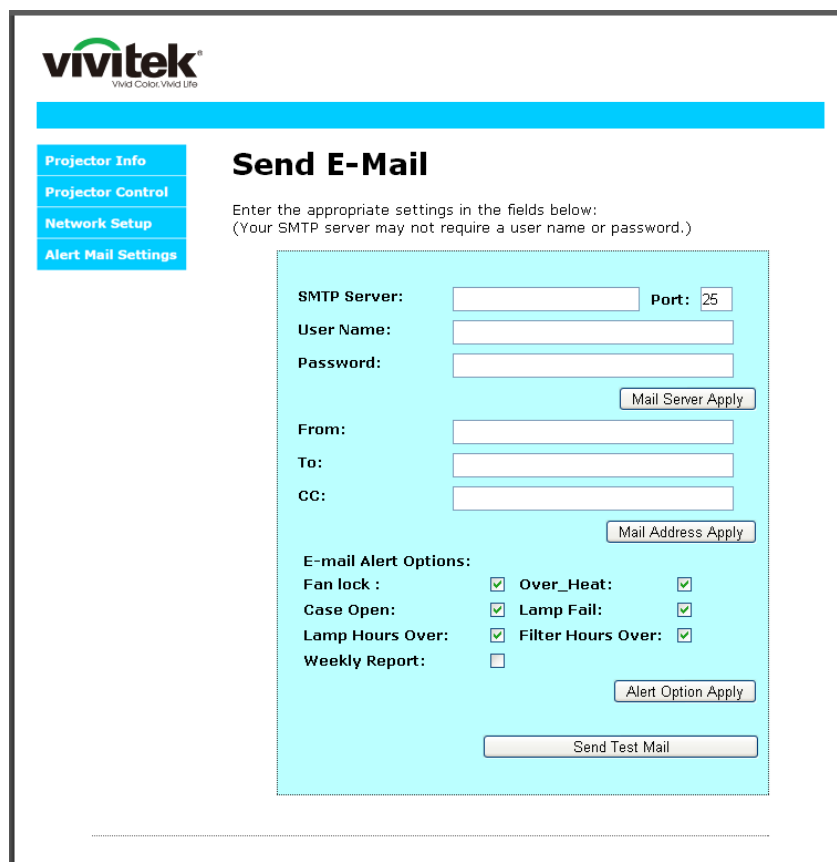 vivitek®
Vivid Color. Vivid Life
Projector Info
Projector Control
Network Setup
Alert Mail Settings
Send E-Mail
Enter the appropriate settings in the fields below:
(Your SMTP server may not require a user name or password.)
SMTP Server: Port: 25
User Name:
Password:
Mail Server Apply
From:
To:
CC:
Mail Address Apply
E-mail Alert Options:
Fan lock : Over_Heat:
Case Open: Lamp Fail:
Lamp Hours Over: Filter Hours Over:
Weekly Report:
Alert Option Apply
Send Test Mail